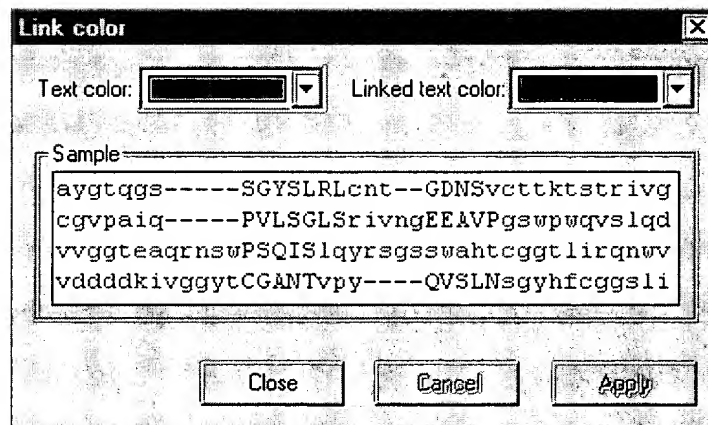 Link color
Text color: Linked text color:
Sample
aygtqgs-----SGYSLRLcnt--GDNSvcttktstrivg
cgvpaiq-----PVLSGLSrivngEEAVPgswpwqvslqd
vvggteaqrnswPSQISlqyrsgsswahtcggtlirqnwv
vddddkivggytCGANTvpy----QVSLNsgyhfcggsli
Close Cancel Apply